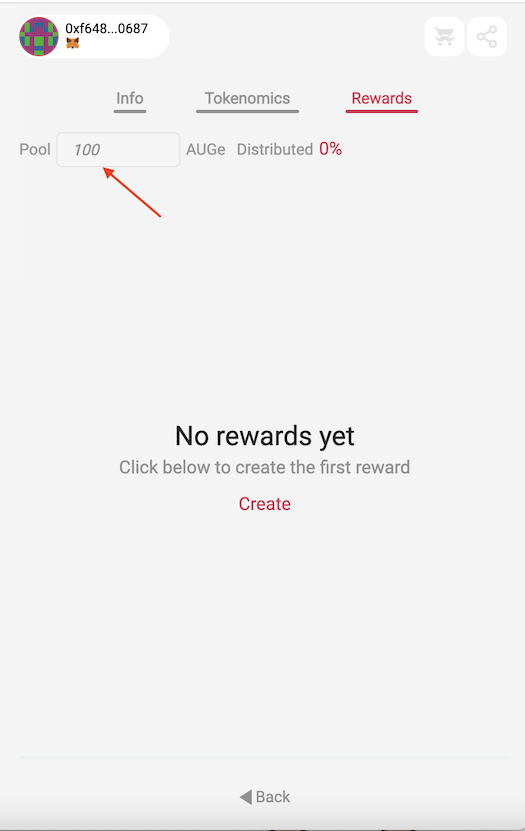 0xf648...0687
Info Tokenomics Rewards
Pool 100 AUGe Distributed 0%
No rewards yet
Click below to create the first reward
Create
Back